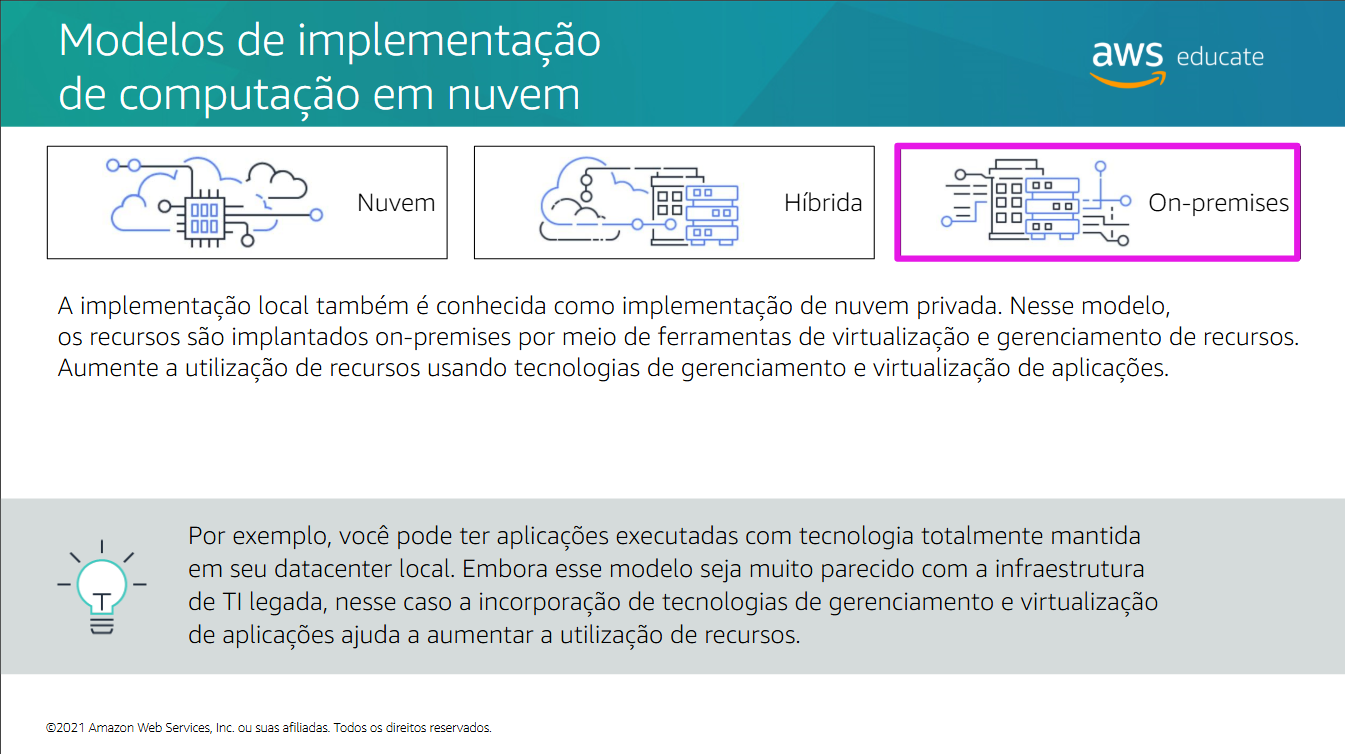 Modelos de implementação
de computação em nuvem
aws educate
Nuvem
Híbrida
On-premises
A implementação local também é conhecida como implementação de nuvem privada. Nesse modelo,
os recursos são implantados on-premises por meio de ferramentas de virtualização e gerenciamento de recursos.
Aumente a utilização de recursos usando tecnologias de gerenciamento e virtualização de aplicações.
Por exemplo, você pode ter aplicações executadas com tecnologia totalmente mantida
em seu datacenter local. Embora esse modelo seja muito parecido com a infraestrutura
de TI legada, nesse caso a incorporação de tecnologias de gerenciamento e virtualização
de aplicações ajuda a aumentar a utilização de recursos.
©2021 Amazon Web Services, Inc. ou suas afiliadas. Todos os direitos reservados.